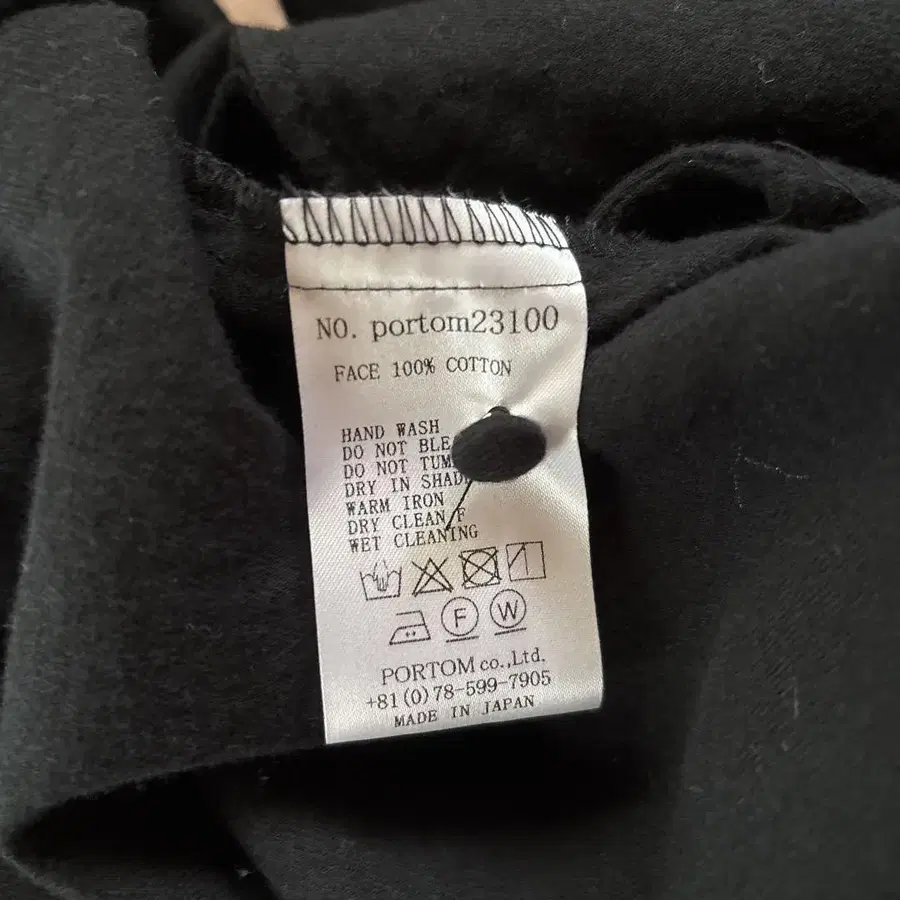 NO. portom23100
FACE 100% COTTON
HAND WASH
DO NOT BLE
DO NOT TUM
DRY IN SHAD
WARM IRON
DRY CLEAN F
WET CLEANING
F W
PORTOM co.,Ltd.
+81(0)78-599-7905
MADE IN JAPAN